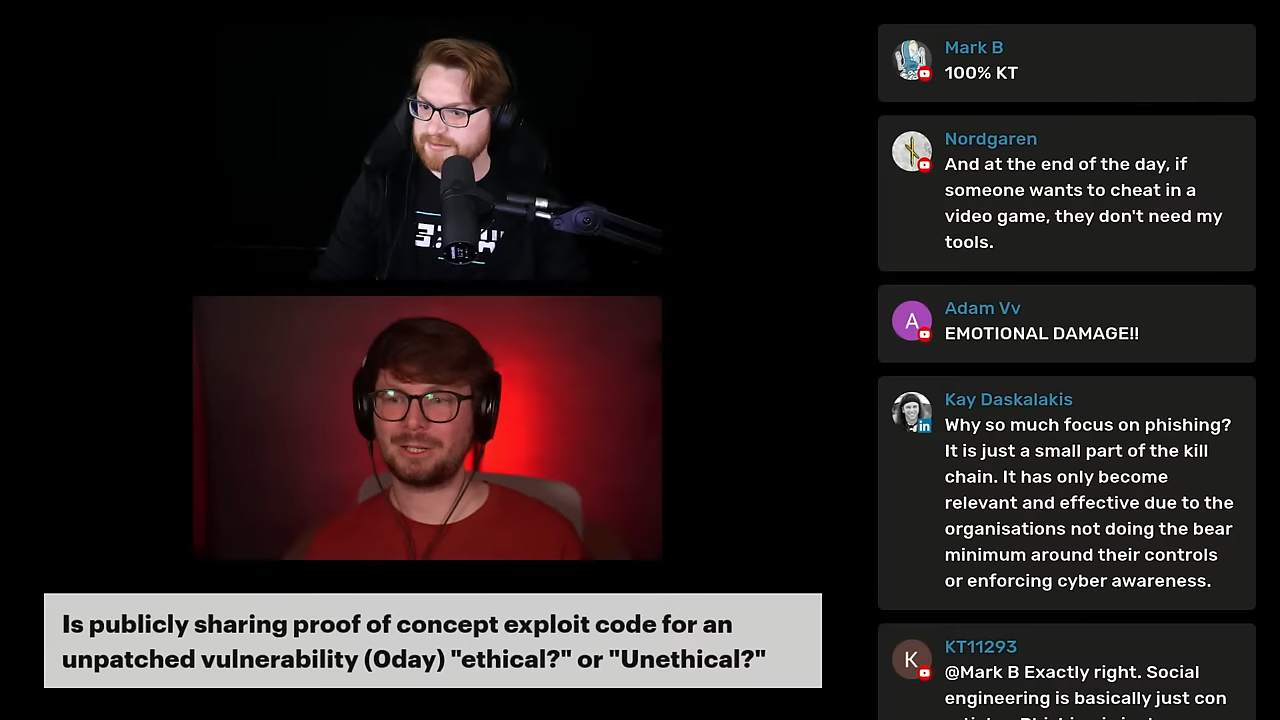 Mark B
100% KT
Nordgaren
And at the end of the day, if
someone wants to cheat in a
video game, they don't need my
tools.
A
Adam Vv
EMOTIONAL DAMAGE!!
Kay Daskalakis
Why so much focus on phishing?
It is just a small part of the kill
chain. It has only become
relevant and effective due to the
organisations not doing the bear
minimum around their controls
or enforcing cyber awareness.
in
K
KT11293
@Mark B Exactly right. Social
engineering is basically just con
Is publicly sharing proof of concept exploit code for an
unpatched vulnerability (0day) "ethical?" or "Unethical?"